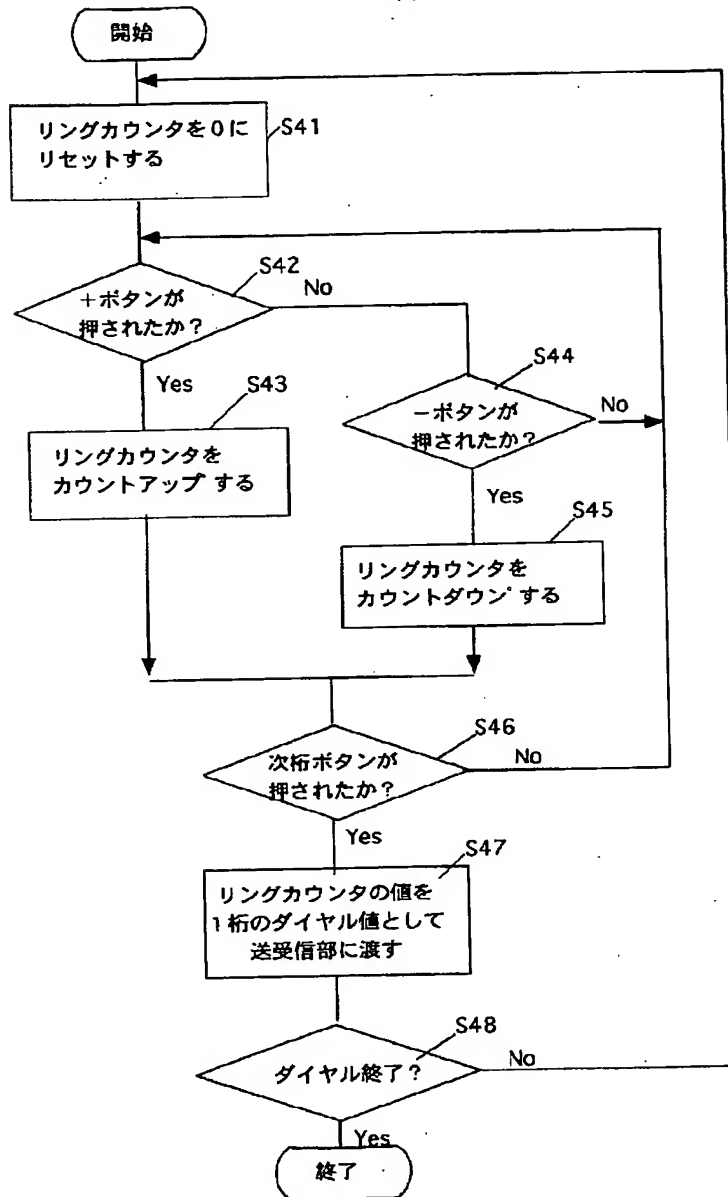 開始
リングカウンタを0に
リセットする
S41
S42
+ボタンが
押されたか?
No
Yes
S43
S44
−ボタンが
押されたか?
No
リングカウンタを
カウントアップする
Yes
S45
リングカウンタを
カウントダウンする
S46
次桁ボタンが
押されたか?
No
Yes
S47
リングカウンタの値を
1桁のダイヤル値として
送受信部に渡す
S48
ダイヤル終了?
No
Yes
終了